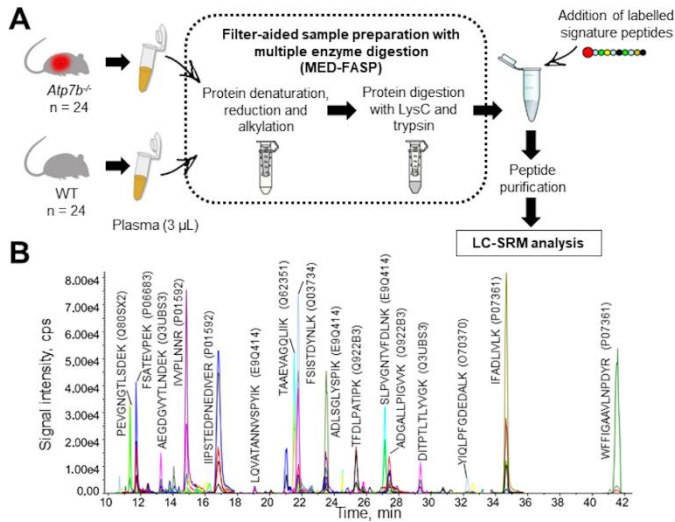 A
Atp7b-/-
n = 24
WT
n = 24
Plasma (3 µL)
Filter-aided sample preparation with
multiple enzyme digestion
(MED-FASP)
Protein denaturation,
reduction and
alkylation
Protein digestion
with LysC and
trypsin
Addition of labelled
signature peptides
Peptide
purification
LC-SRM analysis
B
Signal intensity, cps
8.00e4
7.00e4
6.00e4
5.00e4
4.00e4
3.00e4
2.00e4
1.00e4
0.00
PEVGNGTLSDEK (Q80SX2)
FSATEVPEK (P06683)
AEGDGVYTLNDEK (Q3UBS3)
IVVPLNNR (P01592)
IIPSTEDPNEDIVER (P01592)
LQVATANNVSPYIK (E9Q414)
TAAEVAGQLIIK (Q62351)
FSISTDYNLK (Q03734)
ADLSGLYSPIK (E9Q414)
TFDLPATIPK (Q922B3)
SLPVGNTVFDLNK (E9Q414)
ADGALLPIGVVK (Q922B3)
DITPTLTLYVGK (Q3UBS3)
YIQLPFGDEDALK (O70370)
IFADLIVLK (P07361)
WFFIGAAVLNPDYR (P07361)
10 12 14 16 18 20 22 24 26 28 30 32 34 36 38 40 42
Time, min